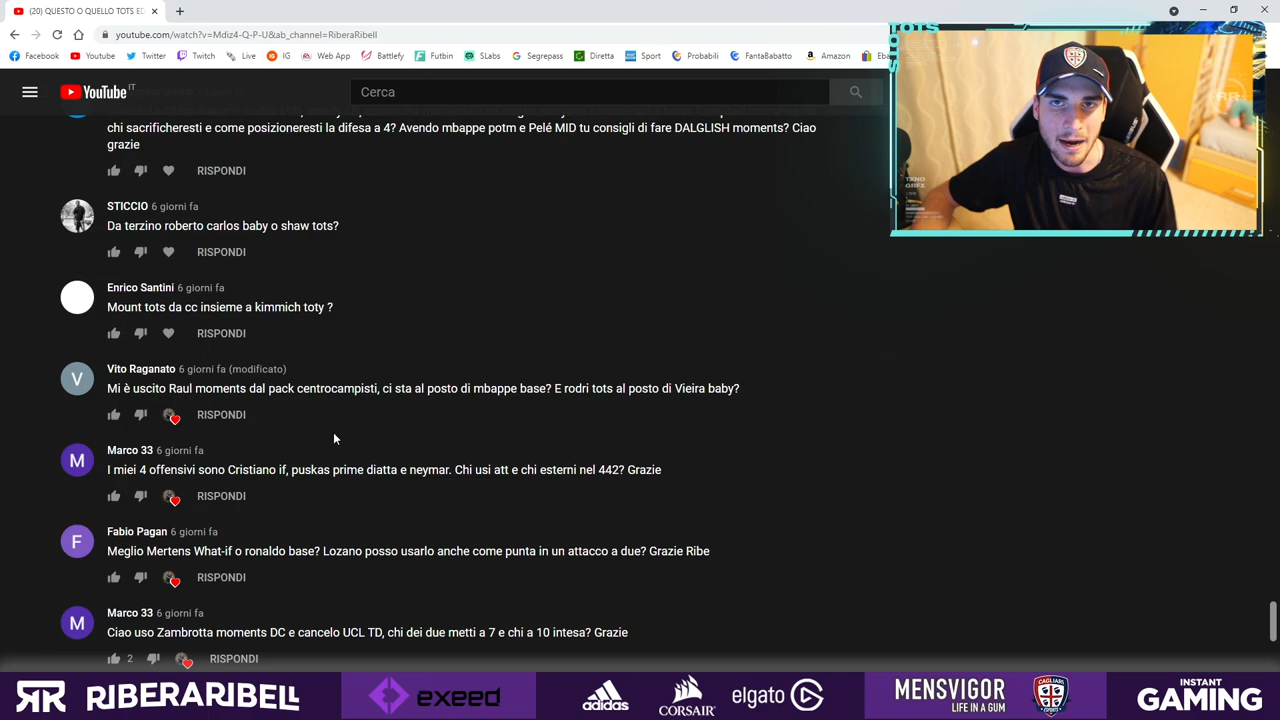 (20) QUESTO O QUELLO TOTS ED
youtube.com/watch?v=Mdiz4-Q-P-U&ab_channel=RiberaRibell
Facebook Youtube Twitter Twitch Live IG Web App Battlefy Futbin SLabs Segrepass Diretta Sport Probabili FantaBabatto Amazon Eba
TOTS
YouTube IT
Cerca
chi sacrificheresti e come posizioneresti la difesa a 4? Avendo mbappe potm e Pelé MID tu consigli di fare DALGLISH moments? Ciao
grazie
RISPONDI
STICCIO 6 giorni fa
Da terzino roberto carlos baby o shaw tots?
RISPONDI
Enrico Santini 6 giorni fa
Mount tots da cc insieme a kimmich toty ?
RISPONDI
V
Vito Raganato 6 giorni fa (modificato)
Mi è uscito Raul moments dal pack centrocampisti, ci sta al posto di mbappe base? E rodri tots al posto di Vieira baby?
RISPONDI
M
Marco 33 6 giorni fa
I miei 4 offensivi sono Cristiano if, puskas prime diatta e neymar. Chi usi att e chi esterni nel 442? Grazie
RISPONDI
F
Fabio Pagan 6 giorni fa
Meglio Mertens What-if o ronaldo base? Lozano posso usarlo anche come punta in un attacco a due? Grazie Ribe
RISPONDI
M
Marco 33 6 giorni fa
Ciao uso Zambrotta moments DC e cancelo UCL TD, chi dei due metti a 7 e chi a 10 intesa? Grazie
2 RISPONDI
TXNO
GRFX
RR RIBERARIBELL exeed adidas CORSAIR elgato MENSVIGOR LIFE IN A GUM CAGLIARI ESPORTS INSTANT GAMING